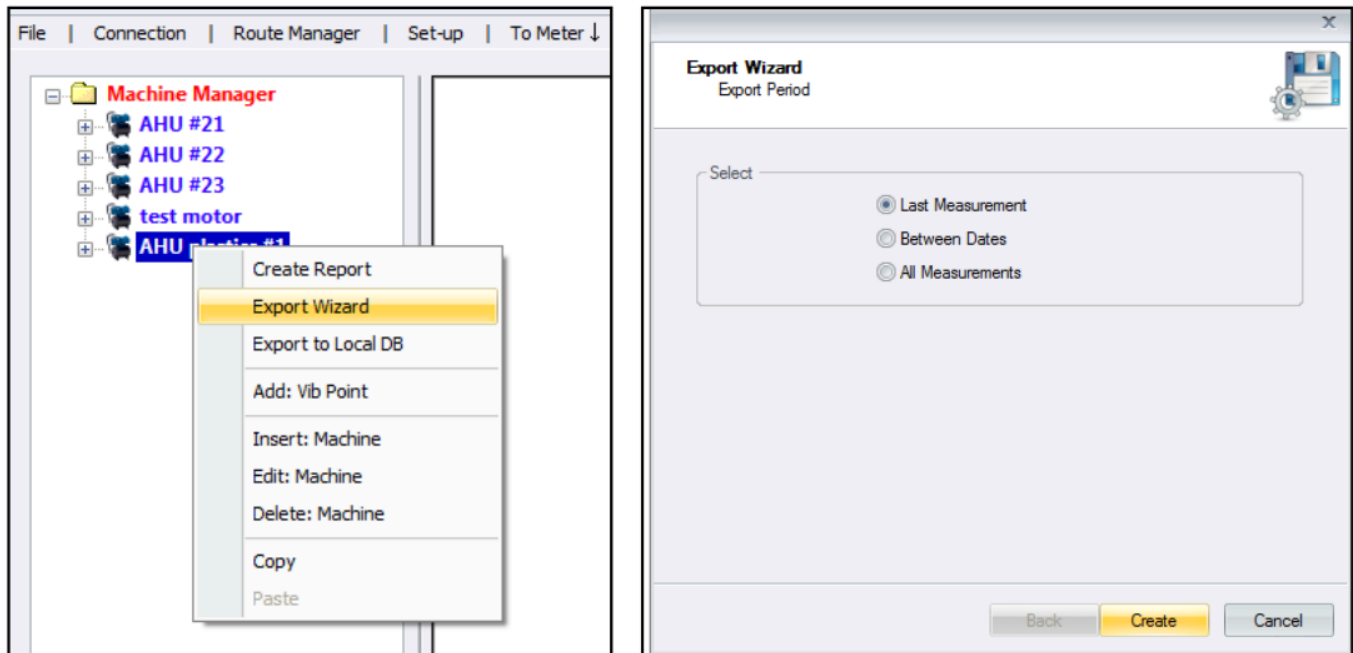 File | Connection | Route Manager | Set-up | To Meter ↓
Machine Manager
AHU #21
AHU #22
AHU #23
test motor
AHU #1
Create Report
Export Wizard
Export to Local DB
Add: Vib Point
Insert: Machine
Edit: Machine
Delete: Machine
Copy
Paste
Export Wizard
Export Period
Select
Last Measurement
Between Dates
All Measurements
Back Create Cancel